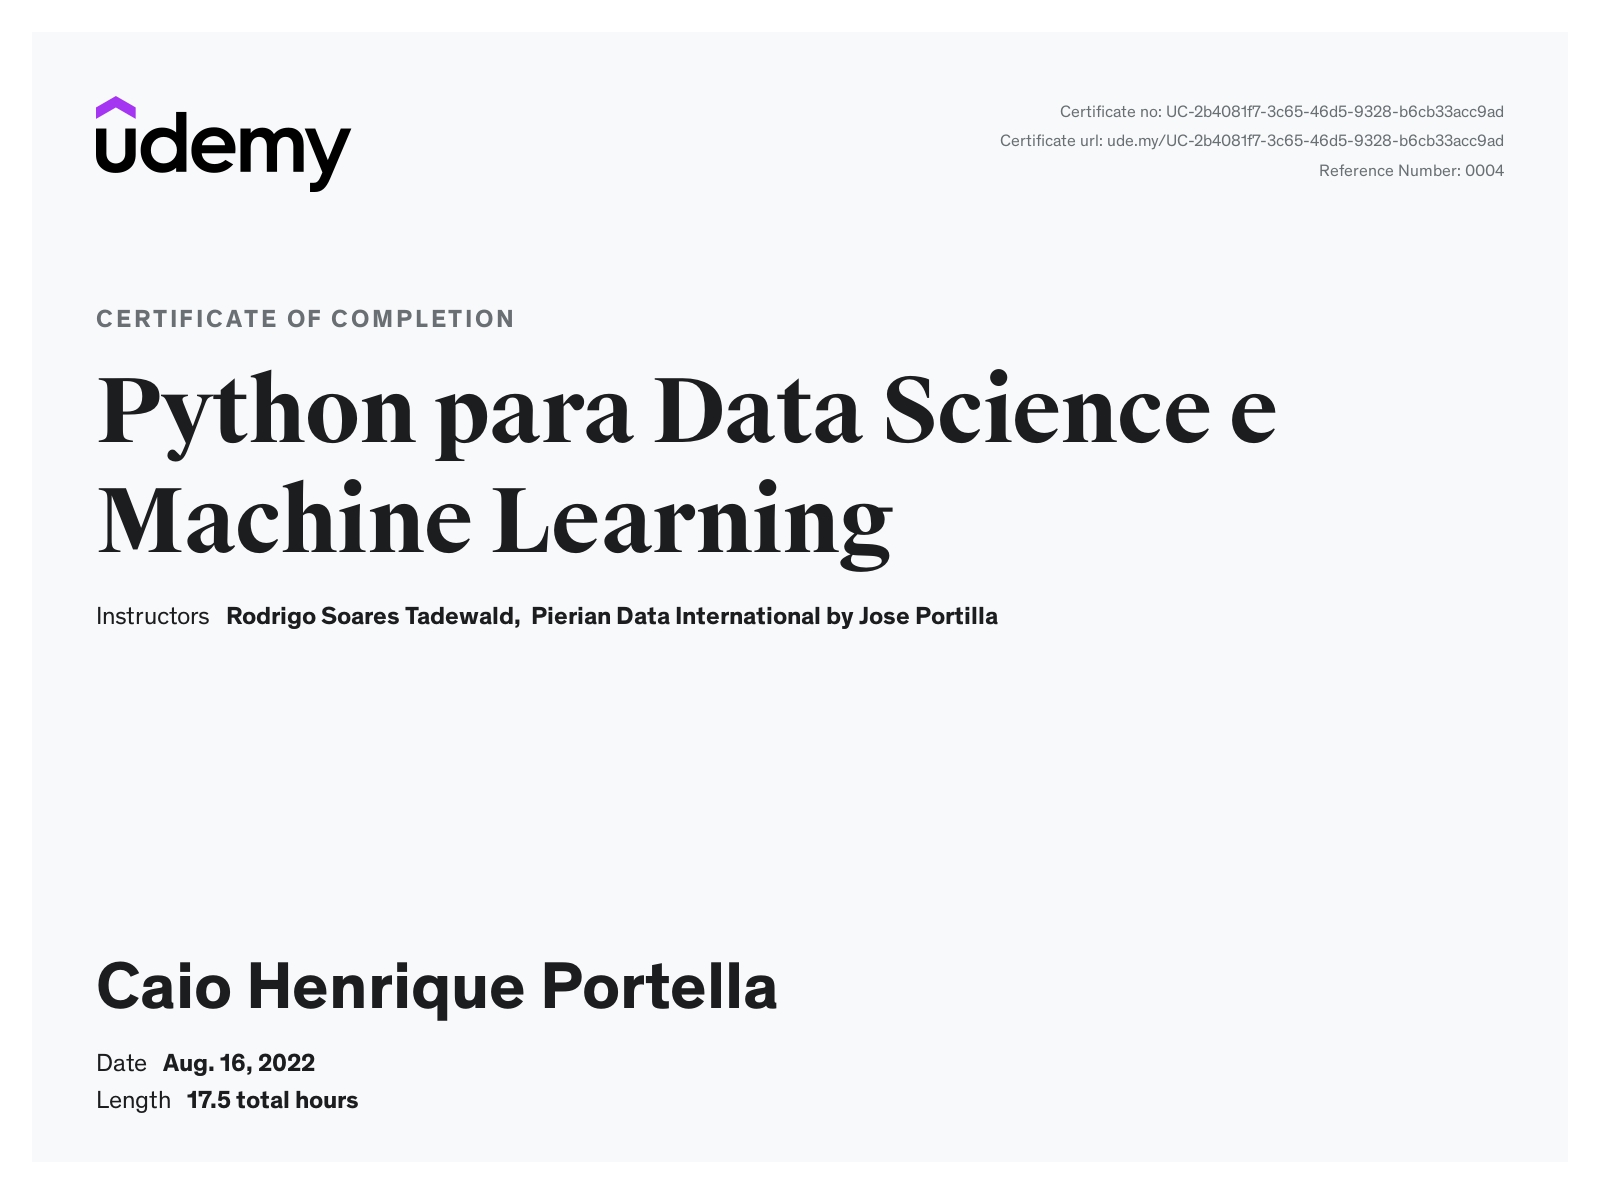 udemy
Certificate no: UC-2b4081f7-3c65-46d5-9328-b6cb33acc9ad
Certificate url: ude.my/UC-2b4081f7-3c65-46d5-9328-b6cb33acc9ad
Reference Number: 0004
CERTIFICATE OF COMPLETION
Python para Data Science e
Machine Learning
Instructors Rodrigo Soares Tadewald, Pierian Data International by Jose Portilla
Caio Henrique Portella
Date Aug. 16, 2022
Length 17.5 total hours